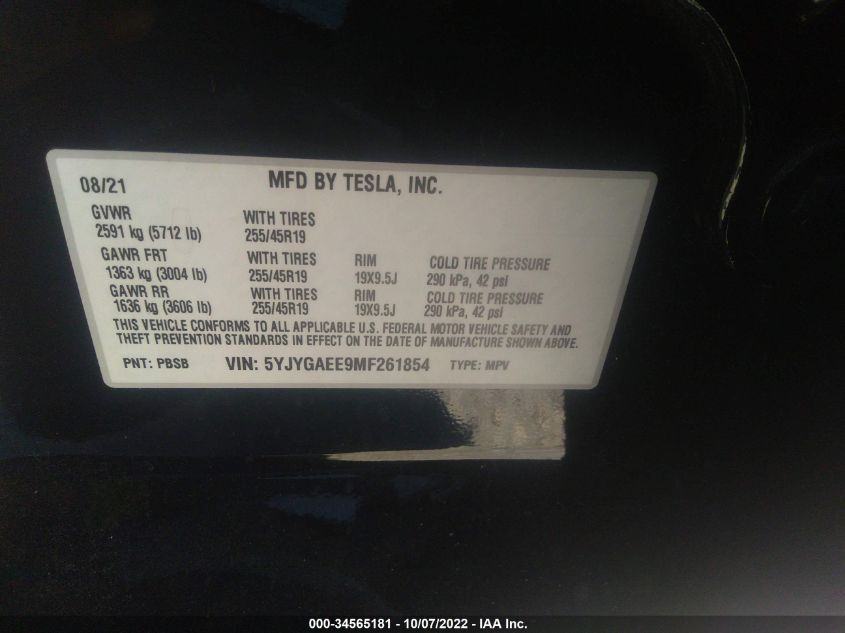 08/21 MFD BY TESLA, INC.
GVWR WITH TIRES
2591 kg (5712 lb) 255/45R19
GAWR FRT WITH TIRES RIM COLD TIRE PRESSURE
1363 kg (3004 lb) 255/45R19 19X9.5J 290 kPa, 42 psi
GAWR RR WITH TIRES RIM COLD TIRE PRESSURE
1636 kg (3606 lb) 255/45R19 19X9.5J 290 kPa, 42 psi
THIS VEHICLE CONFORMS TO ALL APPLICABLE U.S. FEDERAL MOTOR VEHICLE SAFETY AND
THEFT PREVENTION STANDARDS IN EFFECT ON THE DATE OF MANUFACTURE SHOWN ABOVE.
PNT: PBSB VIN: 5YJYGAEE9MF261854 TYPE: MPV
000-34565181 - 10/07/2022 - IAA Inc.